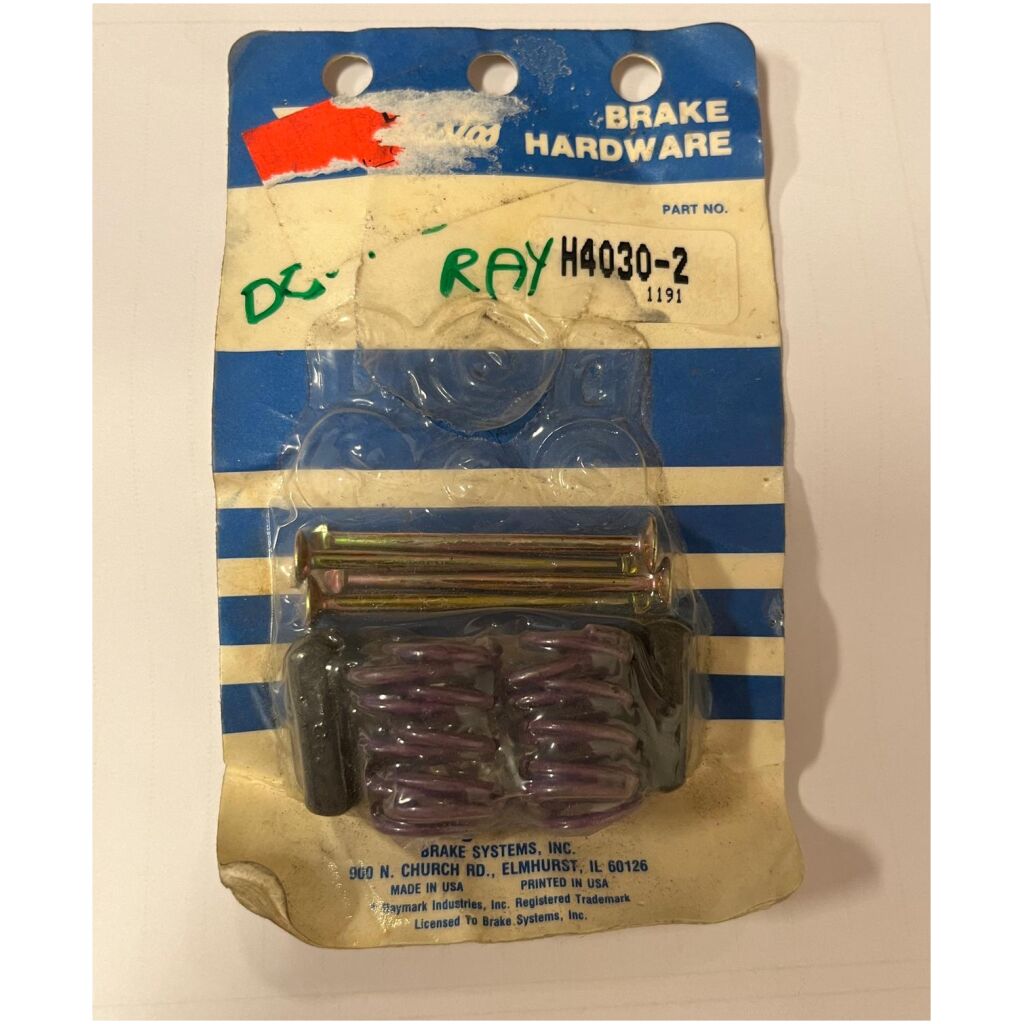 BRAKE
HARDWARE
PART NO.
RAY H4030-2
1191
BRAKE SYSTEMS, INC.
900 N. CHURCH RD., ELMHURST, IL 60126
MADE IN USA PRINTED IN USA
Raymark Industries, Inc. Registered Trademark
Licensed To Brake Systems, Inc.